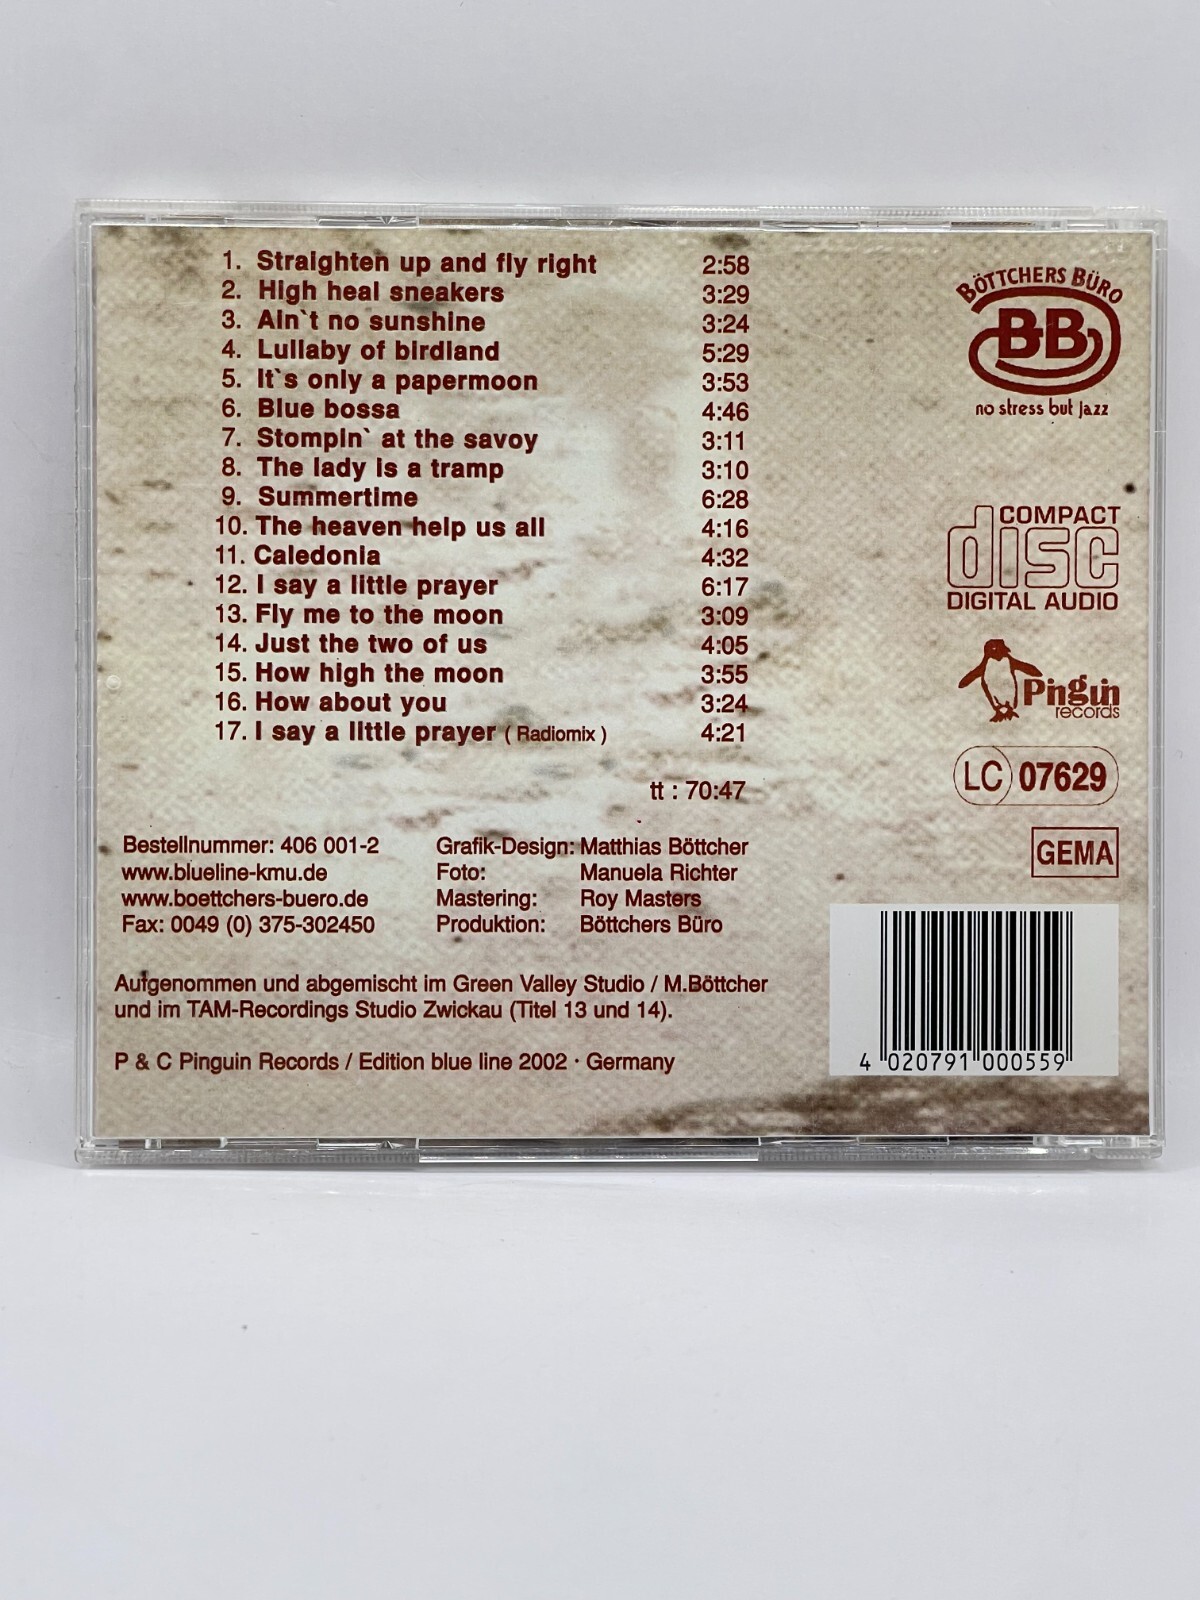 1. Straighten up and fly right 2:58
2. High heal sneakers 3:29
3. Ain`t no sunshine 3:24
4. Lullaby of birdland 5:29
5. It`s only a papermoon 3:53
6. Blue bossa 4:46
7. Stompin` at the savoy 3:11
8. The lady is a tramp 3:10
9. Summertime 6:28
10. The heaven help us all 4:16
11. Caledonia 4:32
12. I say a little prayer 6:17
13. Fly me to the moon 3:09
14. Just the two of us 4:05
15. How high the moon 3:55
16. How about you 3:24
17. I say a little prayer ( Radiomix ) 4:21
tt : 70:47
BÖTTCHERS BÜRO
BB
no stress but jazz
COMPACT
disc
DIGITAL AUDIO
Pinguin
records
LC 07629
GEMA
Bestellnummer: 406 001-2
www.blueline-kmu.de
www.boettchers-buero.de
Fax: 0049 (0) 375-302450
Grafik-Design: Matthias Böttcher
Foto: Manuela Richter
Mastering: Roy Masters
Produktion: Böttchers Büro
Aufgenommen und abgemischt im Green Valley Studio / M.Böttcher
und im TAM-Recordings Studio Zwickau (Titel 13 und 14).
P & C Pinguin Records / Edition blue line 2002 · Germany
4 020791 000559